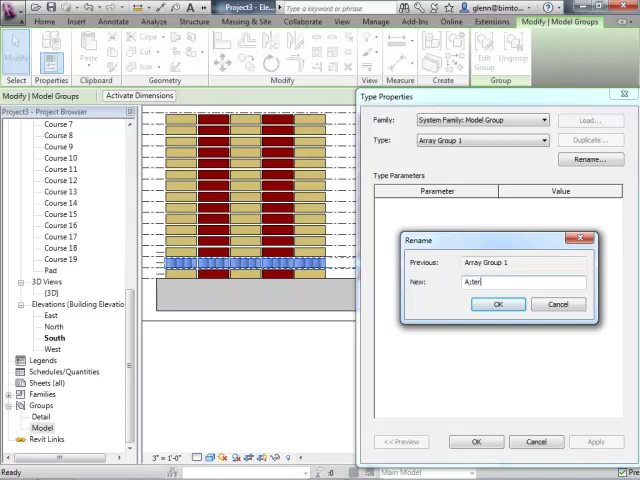 Project3 - Ele...
glenn@bimto...
Home
Insert
Annotate
Analyze
Massing & Site
Collaborate
View
Manage
Add-Ins
Online
Extensions
Modify | Model Groups
Modify
Properties
Paste
Cope
Cut
Join
Edit
Group
Ungroup
Select
Properties
Clipboard
Geometry
Modify
View
Measure
Create
Group
Modify | Model Groups
Activate Dimensions
Project3 - Project Browser
Course 7
Course 8
Course 9
Course 10
Course 11
Course 12
Course 13
Course 14
Course 15
Course 16
Course 17
Course 18
Course 19
Pad
3D Views
{3D}
Elevations (Building Elevatio
East
North
South
West
Legends
Schedules/Quantities
Sheets (all)
Families
Groups
Detail
Model
Revit Links
Type Properties
Family:
System Family: Model Group
Load...
Type:
Array Group 1
Duplicate...
Rename...
Type Parameters
Parameter
Value
Rename
Previous:
Array Group 1
New:
A;ter
OK
Cancel
<< Preview
OK
Cancel
Apply
3" = 1'-0"
Ready
:0
Main Model